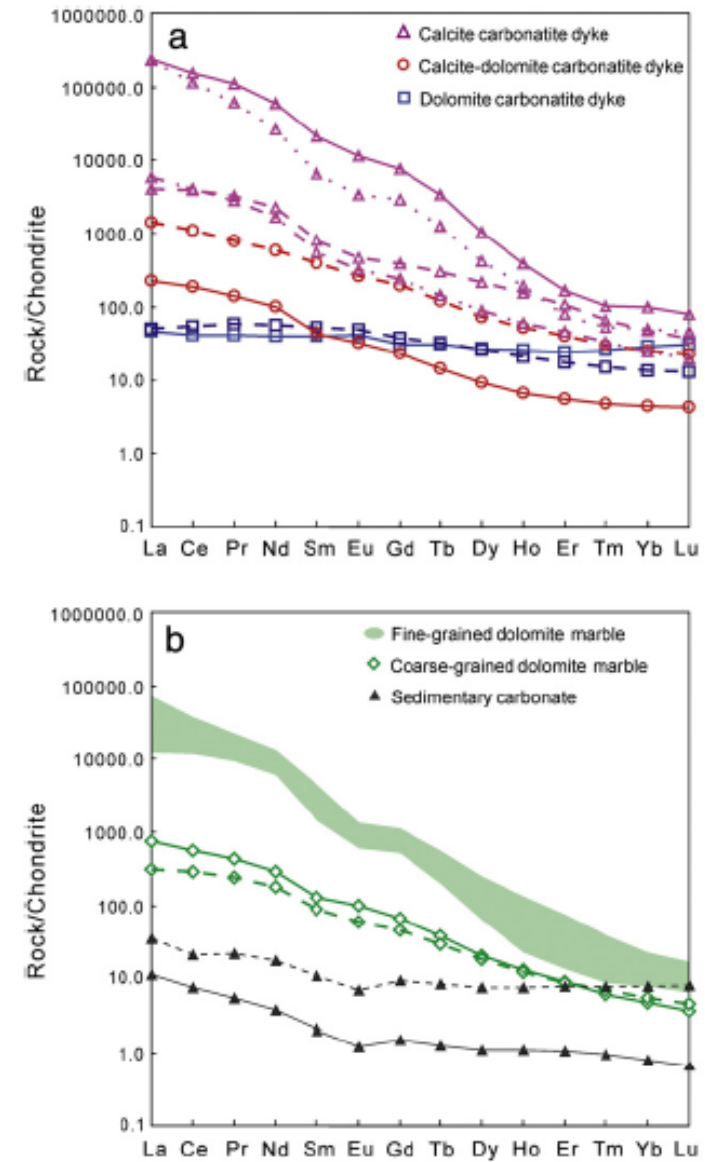 a
Calcite carbonatite dyke
Calcite-dolomite carbonatite dyke
Dolomite carbonatite dyke
1000000.0
100000.0
10000.0
1000.0
100.0
10.0
1.0
0.1
Rock/Chondrite
La Ce Pr Nd Sm Eu Gd Tb Dy Ho Er Tm Yb Lu
b
Fine-grained dolomite marble
Coarse-grained dolomite marble
Sedimentary carbonate
1000000.0
100000.0
10000.0
1000.0
100.0
10.0
1.0
0.1
Rock/Chondrite
La Ce Pr Nd Sm Eu Gd Tb Dy Ho Er Tm Yb Lu